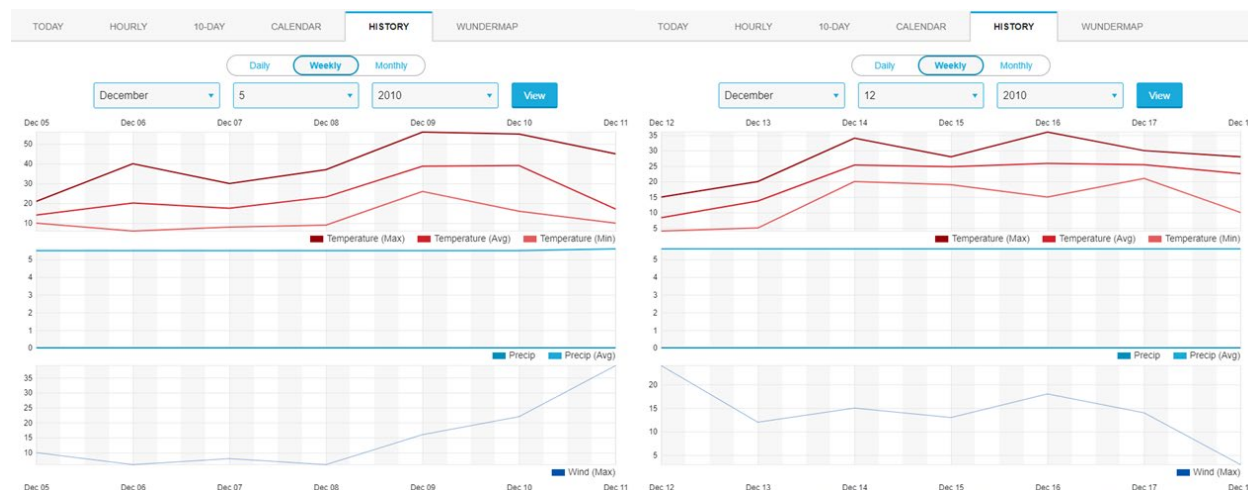 TODAY HOURLY 10-DAY CALENDAR HISTORY WUNDERMAP
Daily Weekly Monthly
December 5 2010 View
Dec 05 Dec 06 Dec 07 Dec 08 Dec 09 Dec 10 Dec 11
50
40
30
20
10
Temperature (Max) Temperature (Avg) Temperature (Min)
5
4
3
2
1
0
Precip Precip (Avg)
35
30
25
20
15
10
Wind (Max)
Dec 05 Dec 06 Dec 07 Dec 08 Dec 09 Dec 10 Dec 11
TODAY HOURLY 10-DAY CALENDAR HISTORY WUNDERMAP
Daily Weekly Monthly
December 12 2010 View
Dec 12 Dec 13 Dec 14 Dec 15 Dec 16 Dec 17 Dec 1
35
30
25
20
15
10
5
Temperature (Max) Temperature (Avg) Temperature (Min)
5
4
3
2
1
0
Precip Precip (Avg)
20
15
10
5
Wind (Max)
Dec 12 Dec 13 Dec 14 Dec 15 Dec 16 Dec 17 Dec 1